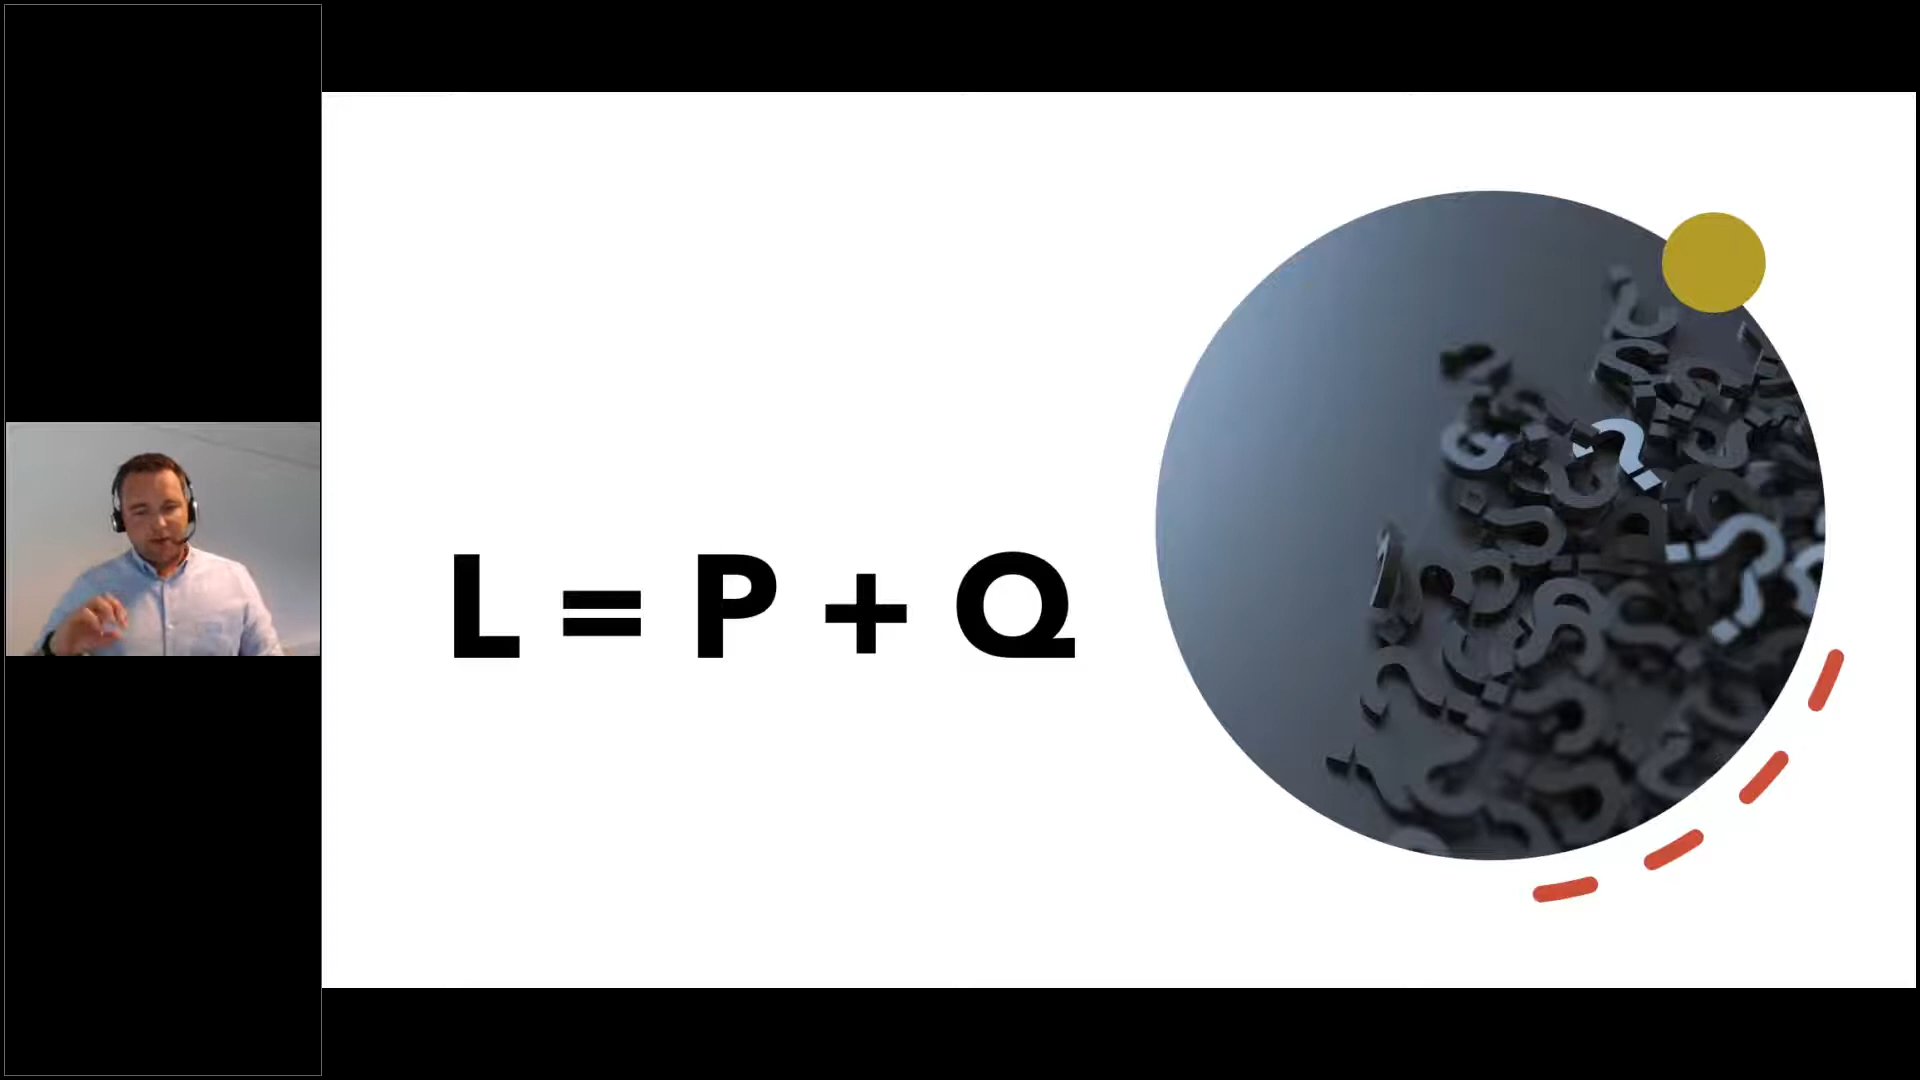 L = P + Q